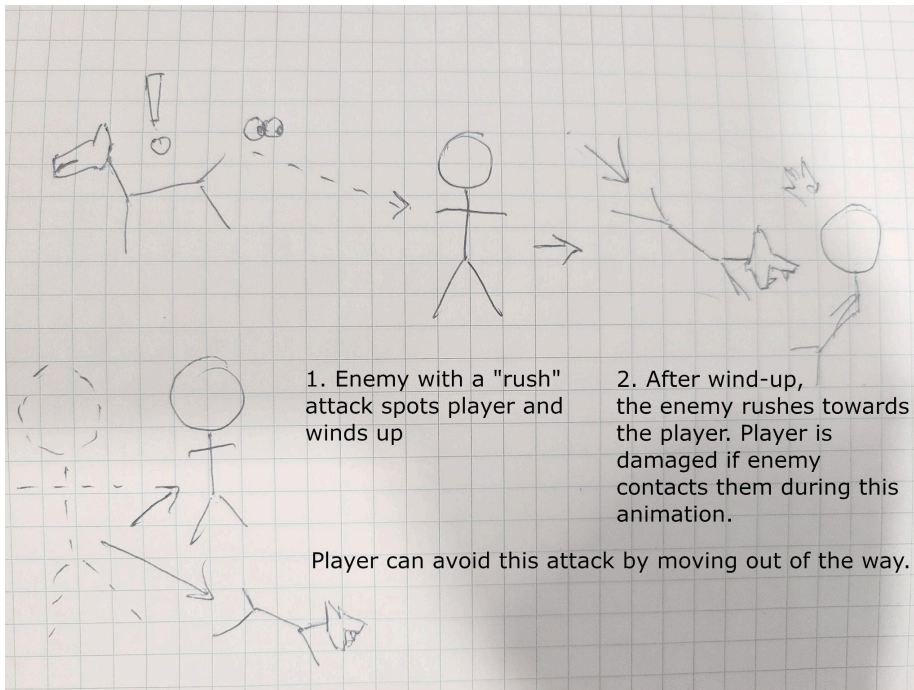 !
1. Enemy with a "rush"
attack spots player and
winds up
2. After wind-up,
the enemy rushes towards
the player. Player is
damaged if enemy
contacts them during this
animation.
Player can avoid this attack by moving out of the way.